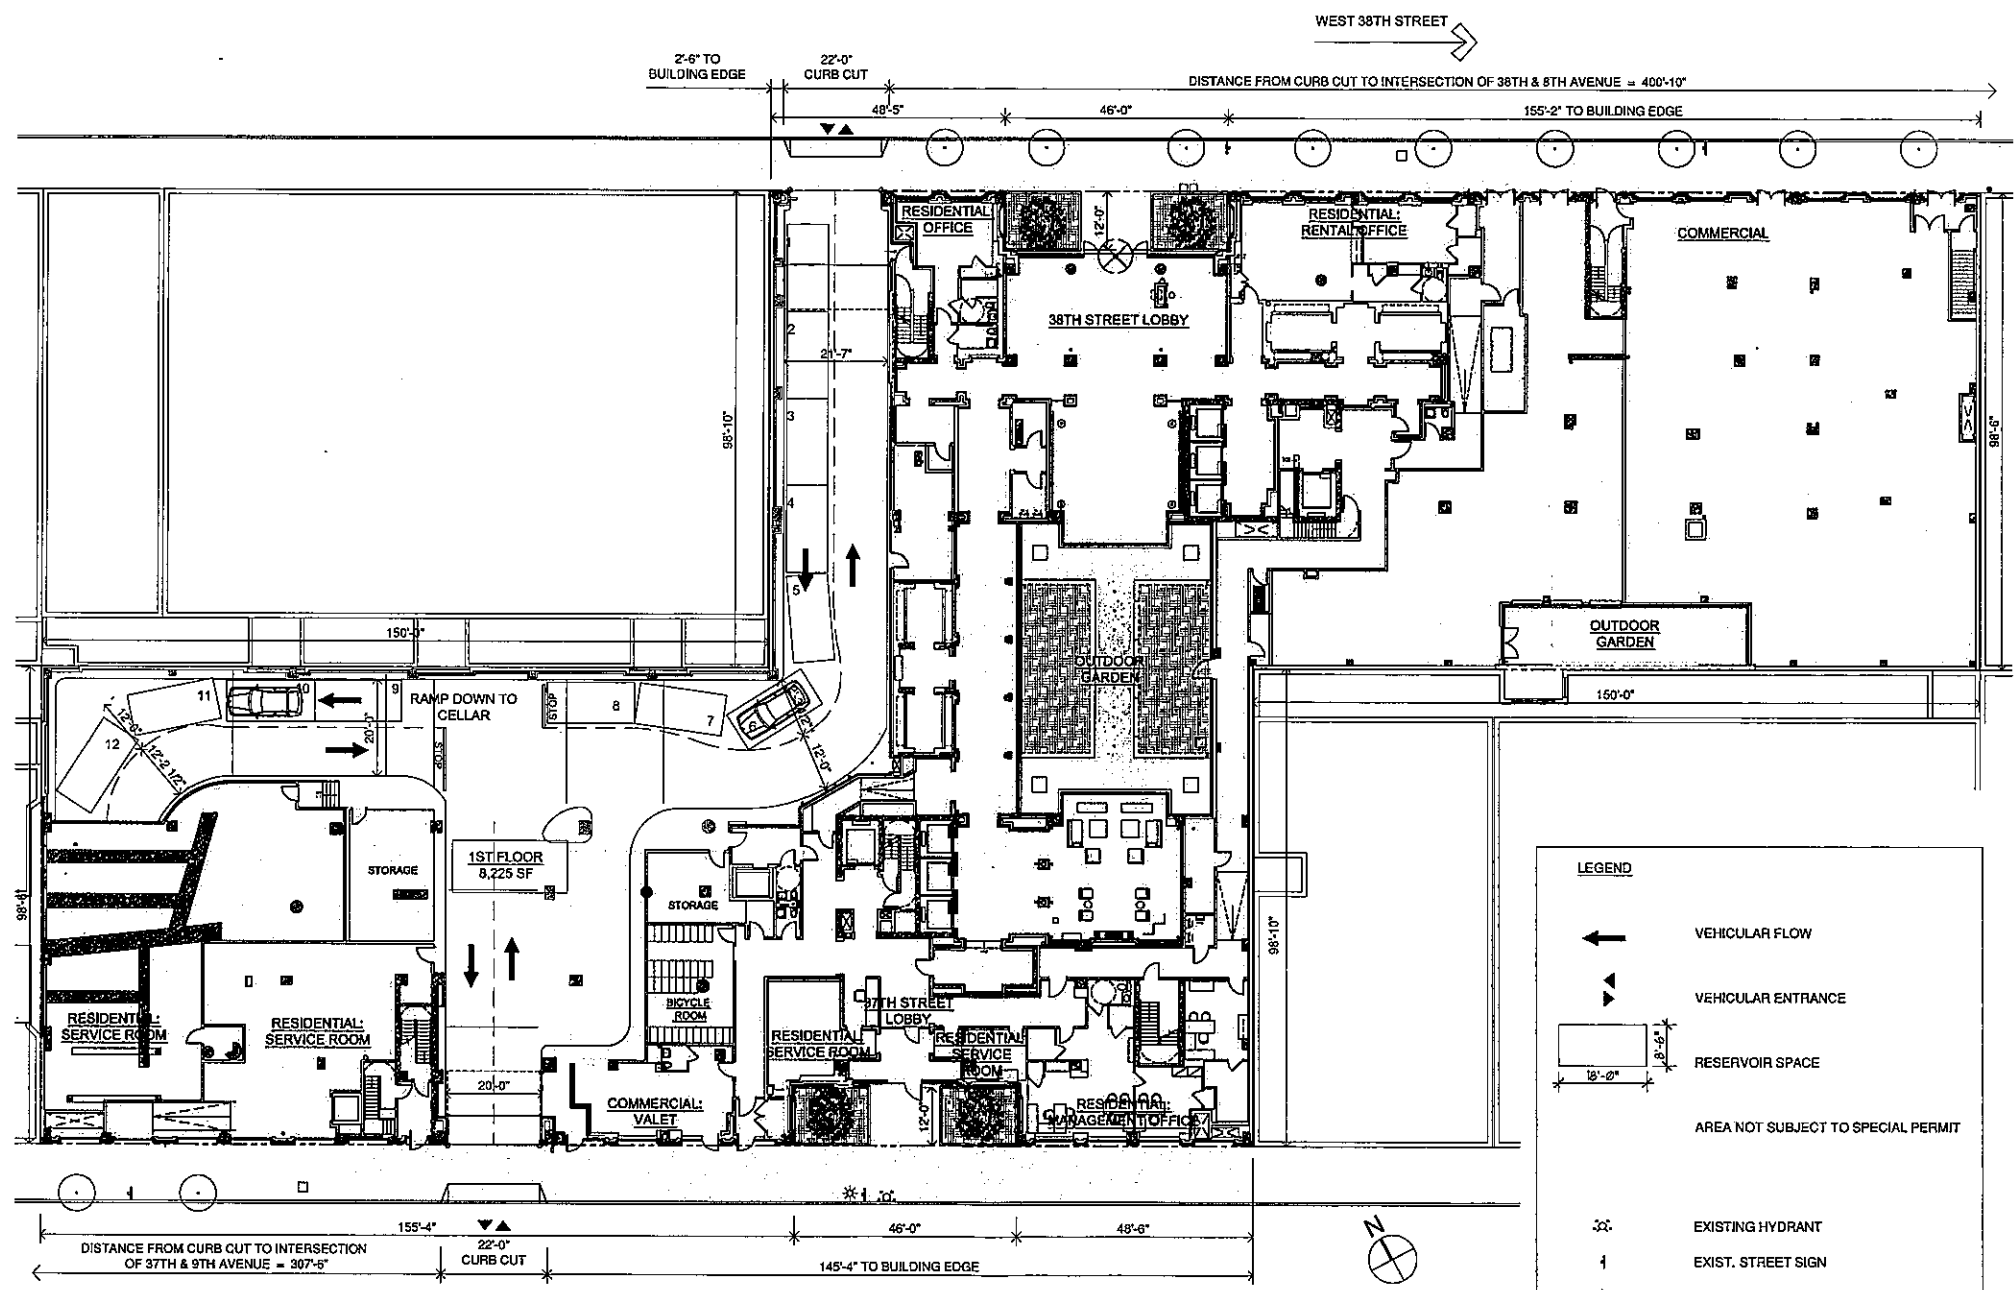 WEST 38TH STREET
2'-6" TO
BUILDING EDGE
22'-0"
CURB CUT
DISTANCE FROM CURB CUT TO INTERSECTION OF 38TH & 8TH AVENUE = 400'-10"
48'-5"
46'-0"
155'-2" TO BUILDING EDGE
RESIDENTIAL
OFFICE
12'-0"
RESIDENTIAL:
RENTAL OFFICE
COMMERCIAL
1
2
21'-7"
38TH STREET LOBBY
3
98'-10"
98'-9"
4
5
150'-0"
OUTDOOR
GARDEN
OUTDOOR
GARDEN
150'-0"
11
10
9
RAMP DOWN TO
CELLAR
STOP
8
7
6
12'-0"
20'-0"
12
12'-2 1/2"
STOP
12'-0"
STORAGE
1ST FLOOR
8,225 SF
STORAGE
98'-6"
98'-10"
BICYCLE
ROOM
RESIDENTIAL:
SERVICE ROOM
RESIDENTIAL:
SERVICE ROOM
37TH STREET
LOBBY
RESIDENTIAL
SERVICE ROOM
RESIDENTIAL
SERVICE
ROOM
20'-0"
COMMERCIAL:
VALET
12'-0"
RESIDENTIAL:
MANAGEMENT OFFICE
LEGEND
VEHICULAR FLOW
VEHICULAR ENTRANCE
8'-6"
RESERVOIR SPACE
18'-0"
AREA NOT SUBJECT TO SPECIAL PERMIT
EXISTING HYDRANT
EXIST. STREET SIGN
155'-4"
46'-0"
48'-6"
N
DISTANCE FROM CURB CUT TO INTERSECTION
OF 37TH & 9TH AVENUE = 307'-6"
22'-0"
CURB CUT
145'-4" TO BUILDING EDGE